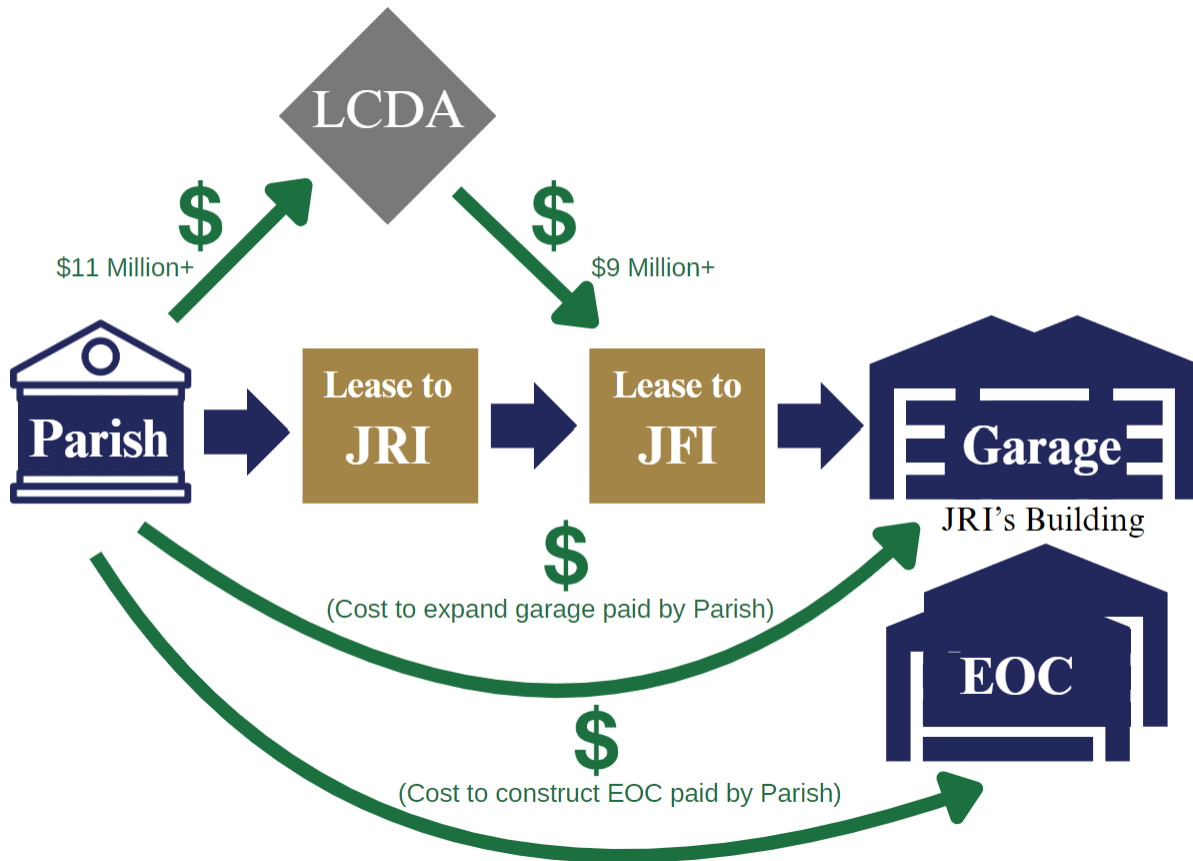 LCDA
$
$
$11 Million+
$9 Million+
Parish
Lease to
JRI
Lease to
JFI
Garage
JRI's Building
$
(Cost to expand garage paid by Parish)
EOC
$
(Cost to construct EOC paid by Parish)